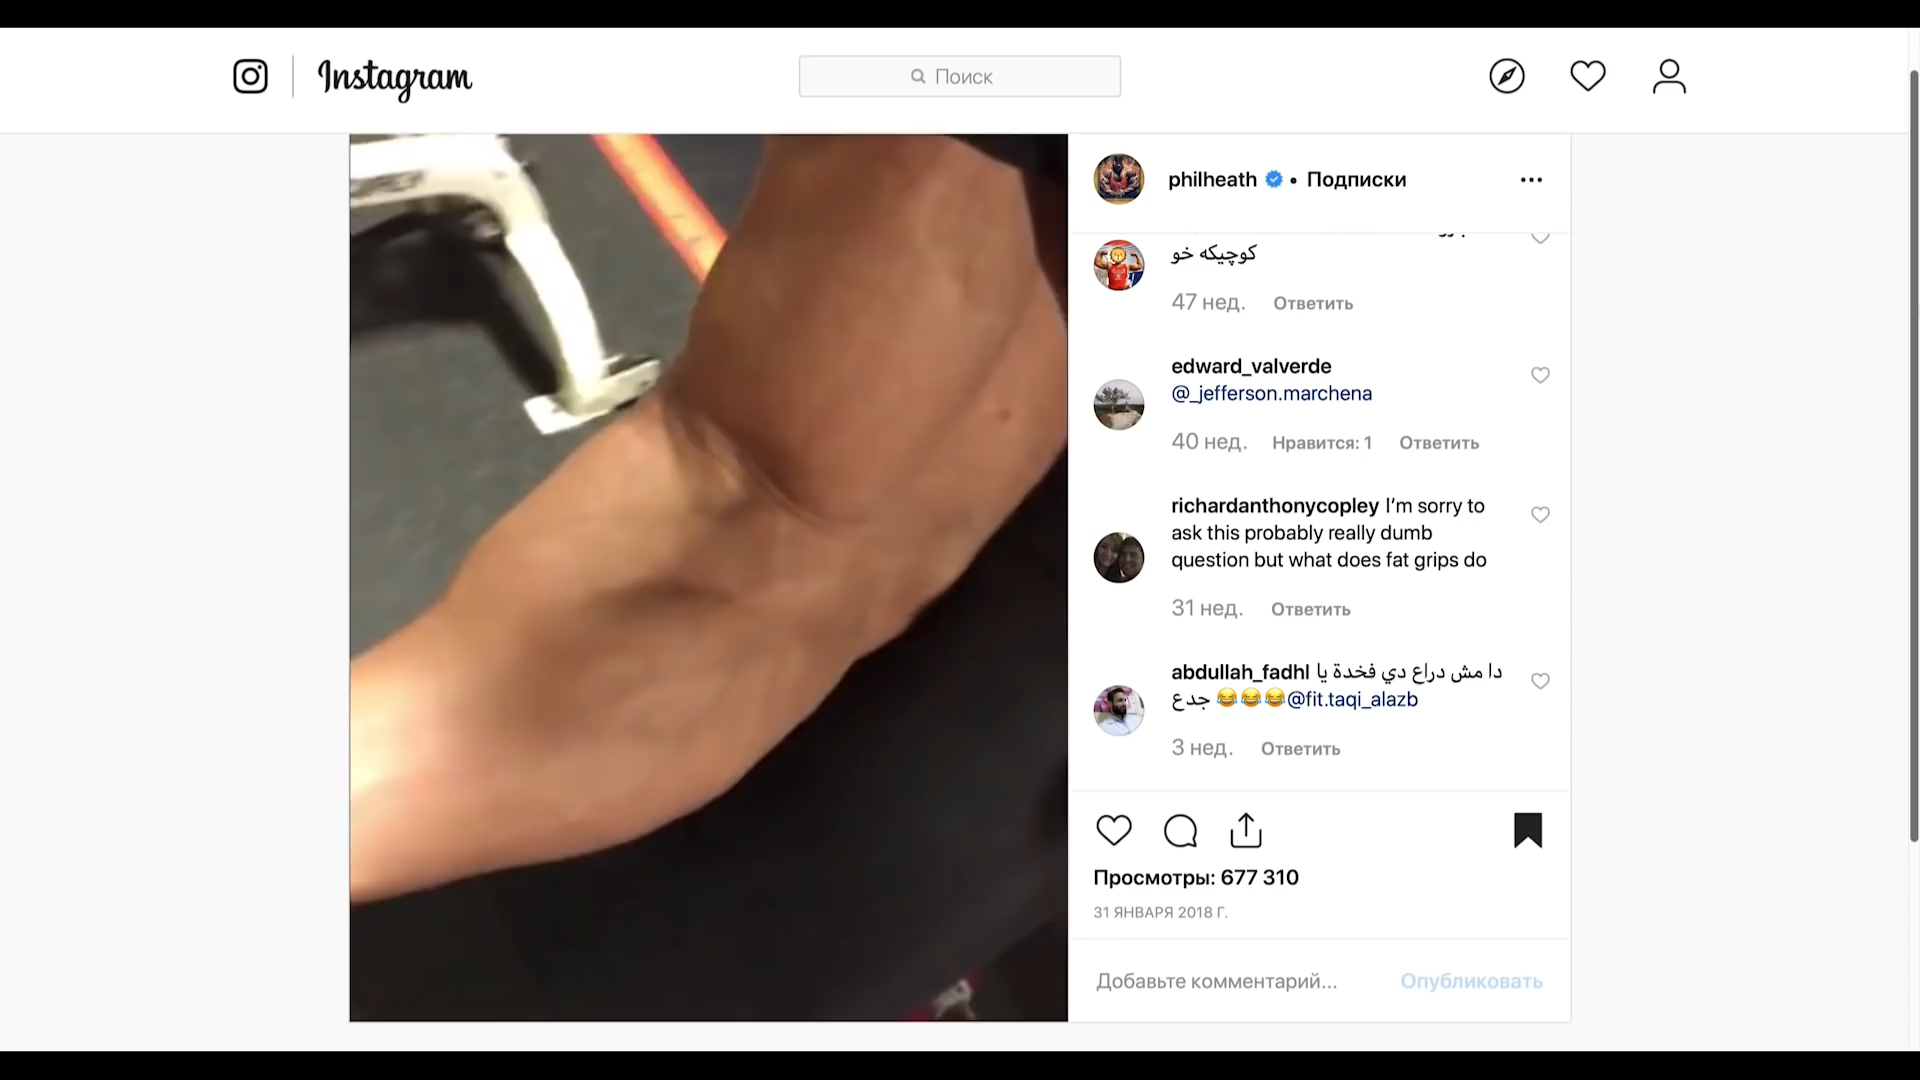 Instagram
Поиск
philheath • Подписки
کوچیکه خو
47 нед. Ответить
edward_valverde
@_jefferson.marchena
40 нед. Нравится: 1 Ответить
richardanthonycopley I’m sorry to
ask this probably really dumb
question but what does fat grips do
31 нед. Ответить
abdullah_fadhl دا مش دراع دي فخدة يا
جدع 😂😂😂@fit.taqi_alazb
3 нед. Ответить
Просмотры: 677 310
31 ЯНВАРЯ 2018 Г.
Добавьте комментарий... Опубликовать